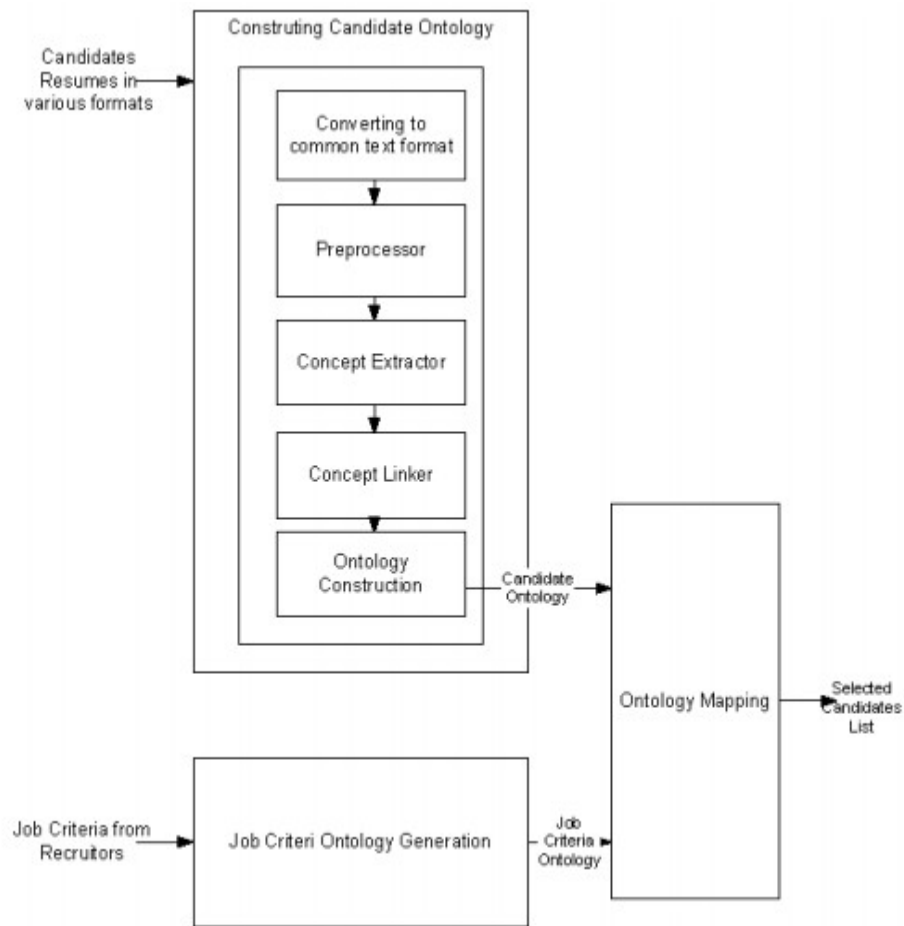 Construting Candidate Ontology
Candidates
Resumes in
various formats
Converting to
common text format
Preprocessor
Concept Extractor
Concept Linker
Ontology
Construction
Candidate
Ontology
Ontology Mapping
Selected
Candidates
List
Job Criteria from
Recruitors
Job Criteri Ontology Generation
Job
Criteria
Ontology